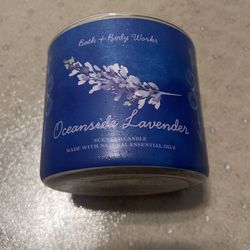 Bath + Body Works
Oceanside Lavender
SCENTED CANDLE
MADE WITH NATURAL ESSENTIAL OILS